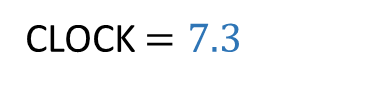 CLOCK = 7.3